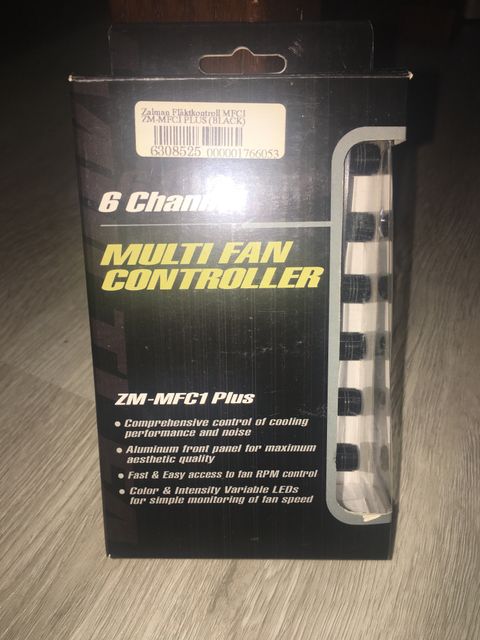 Zalman Fläktkontroll MFC1
ZM-MFC1 PLUS (BLACK)
6308525 000001766053
6 Channel
MULTI FAN
CONTROLLER
ZM-MFC1 Plus
• Comprehensive control of cooling
performance and noise
• Aluminum front panel for maximum
aesthetic quality
• Fast & Easy access to fan RPM control
• Color & Intensity Variable LEDs
for simple monitoring of fan speed